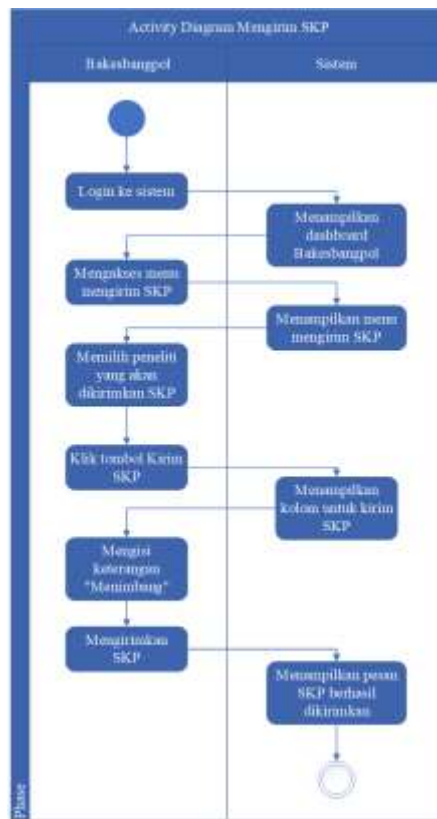 Activity Diagram Mengirim SKP
Bakesbangpol
Sistem
Login ke sistem
Menampilkan
dashboard
Bakesbangpol
Mengakses menu
mengirim SKP
Menampilkan menu
mengirim SKP
Memilih peneliti
yang akan
dikirimkan SKP
Klik tombol Kirim
SKP
Menampilkan
kolom untuk kirim
SKP
Mengisi
keterangan
"Menimbang"
Mengirimkan
SKP
Menampilkan pesan
SKP berhasil
dikirimkan
Phase